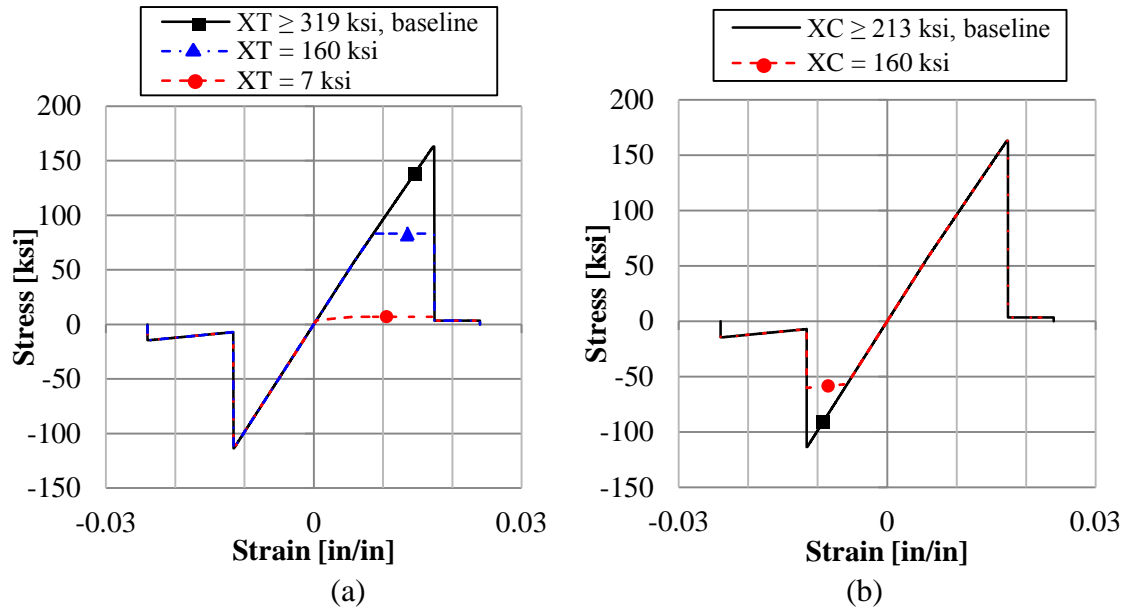 XT ≥ 319 ksi, baseline
XT = 160 ksi
XT = 7 ksi
200
150
100
50
0
-50
-100
-150
Stress [ksi]
-0.03
0
0.03
Strain [in/in]
(a)
XC ≥ 213 ksi, baseline
XC = 160 ksi
200
150
100
50
0
-50
-100
-150
Stress [ksi]
-0.03
0
0.03
Strain [in/in]
(b)